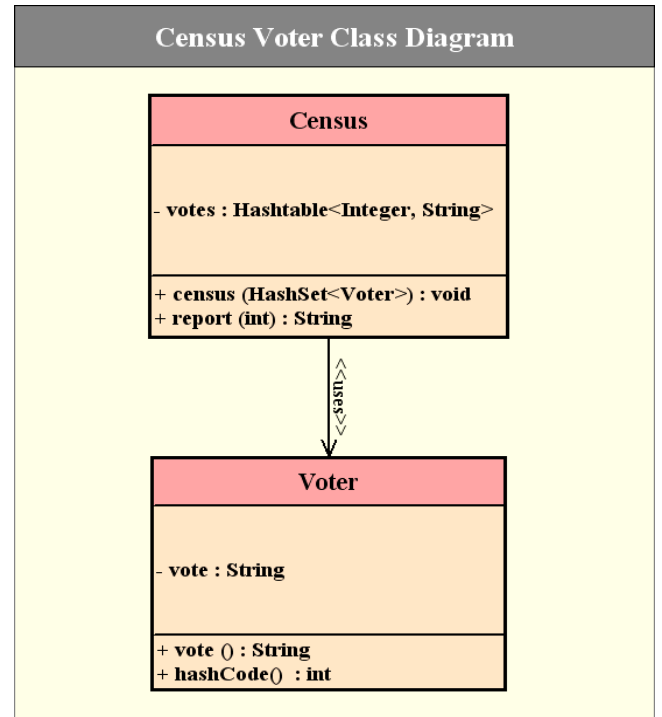 Census Voter Class Diagram
Census
- votes : Hashtable<Integer, String>
+ census (HashSet<Voter>) : void
+ report (int) : String
<<uses>>
Voter
- vote : String
+ vote () : String
+ hashCode() : int